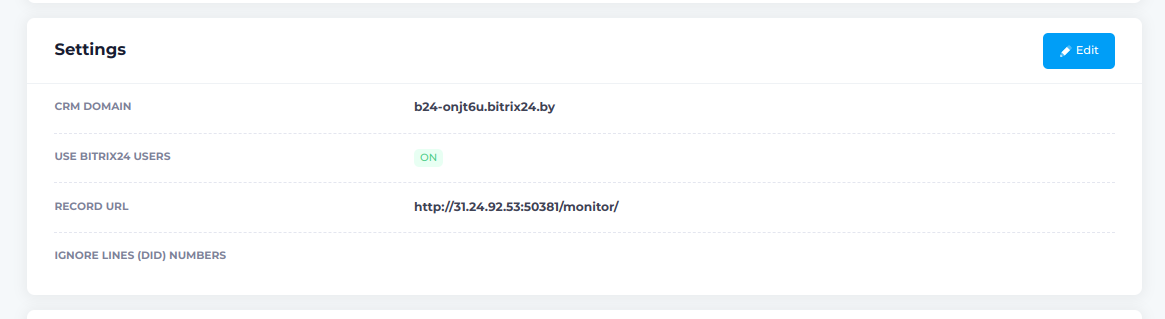 Settings
Edit
CRM DOMAIN
b24-onjt6u.bitrix24.by
USE BITRIX24 USERS
ON
RECORD URL
http://31.24.92.53:50381/monitor/
IGNORE LINES (DID) NUMBERS